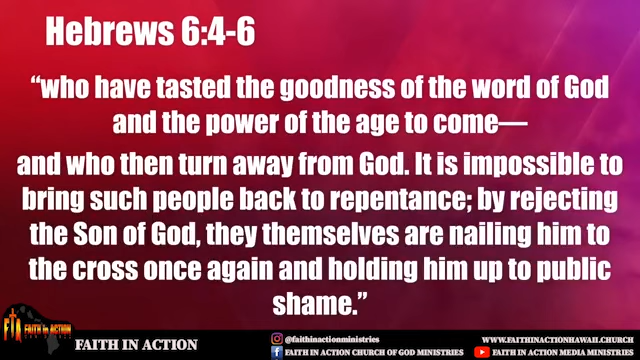 Hebrews 6:4-6
“who have tasted the goodness of the word of God
and the power of the age to come—
and who then turn away from God. It is impossible to
bring such people back to repentance; by rejecting
the Son of God, they themselves are nailing him to
the cross once again and holding him up to public
shame.”
FIA FAITH in ACTION
FAITH IN ACTION
@faithinactionministries
FAITH IN ACTION CHURCH OF GOD MINISTRIES
WWW.FAITHINACTIONHAWAII.CHURCH
FAITH IN ACTION MEDIA MINISTRIES